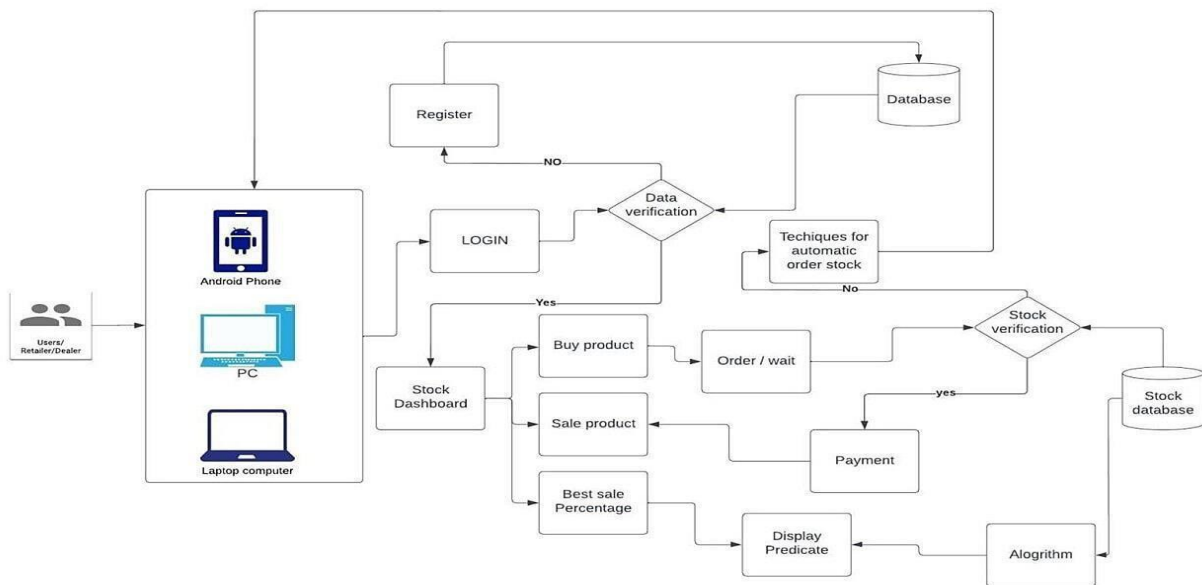 Register
Database
NO
Data
verification
LOGIN
Techiques for
automatic
order stock
Android Phone
No
Users/
Retailer/Dealer
PC
Yes
Stock
verification
Buy product
Order / wait
Stock
Dashboard
yes
Stock
database
Sale product
Payment
Laptop computer
Best sale
Percentage
Display
Predicate
Alogrithm